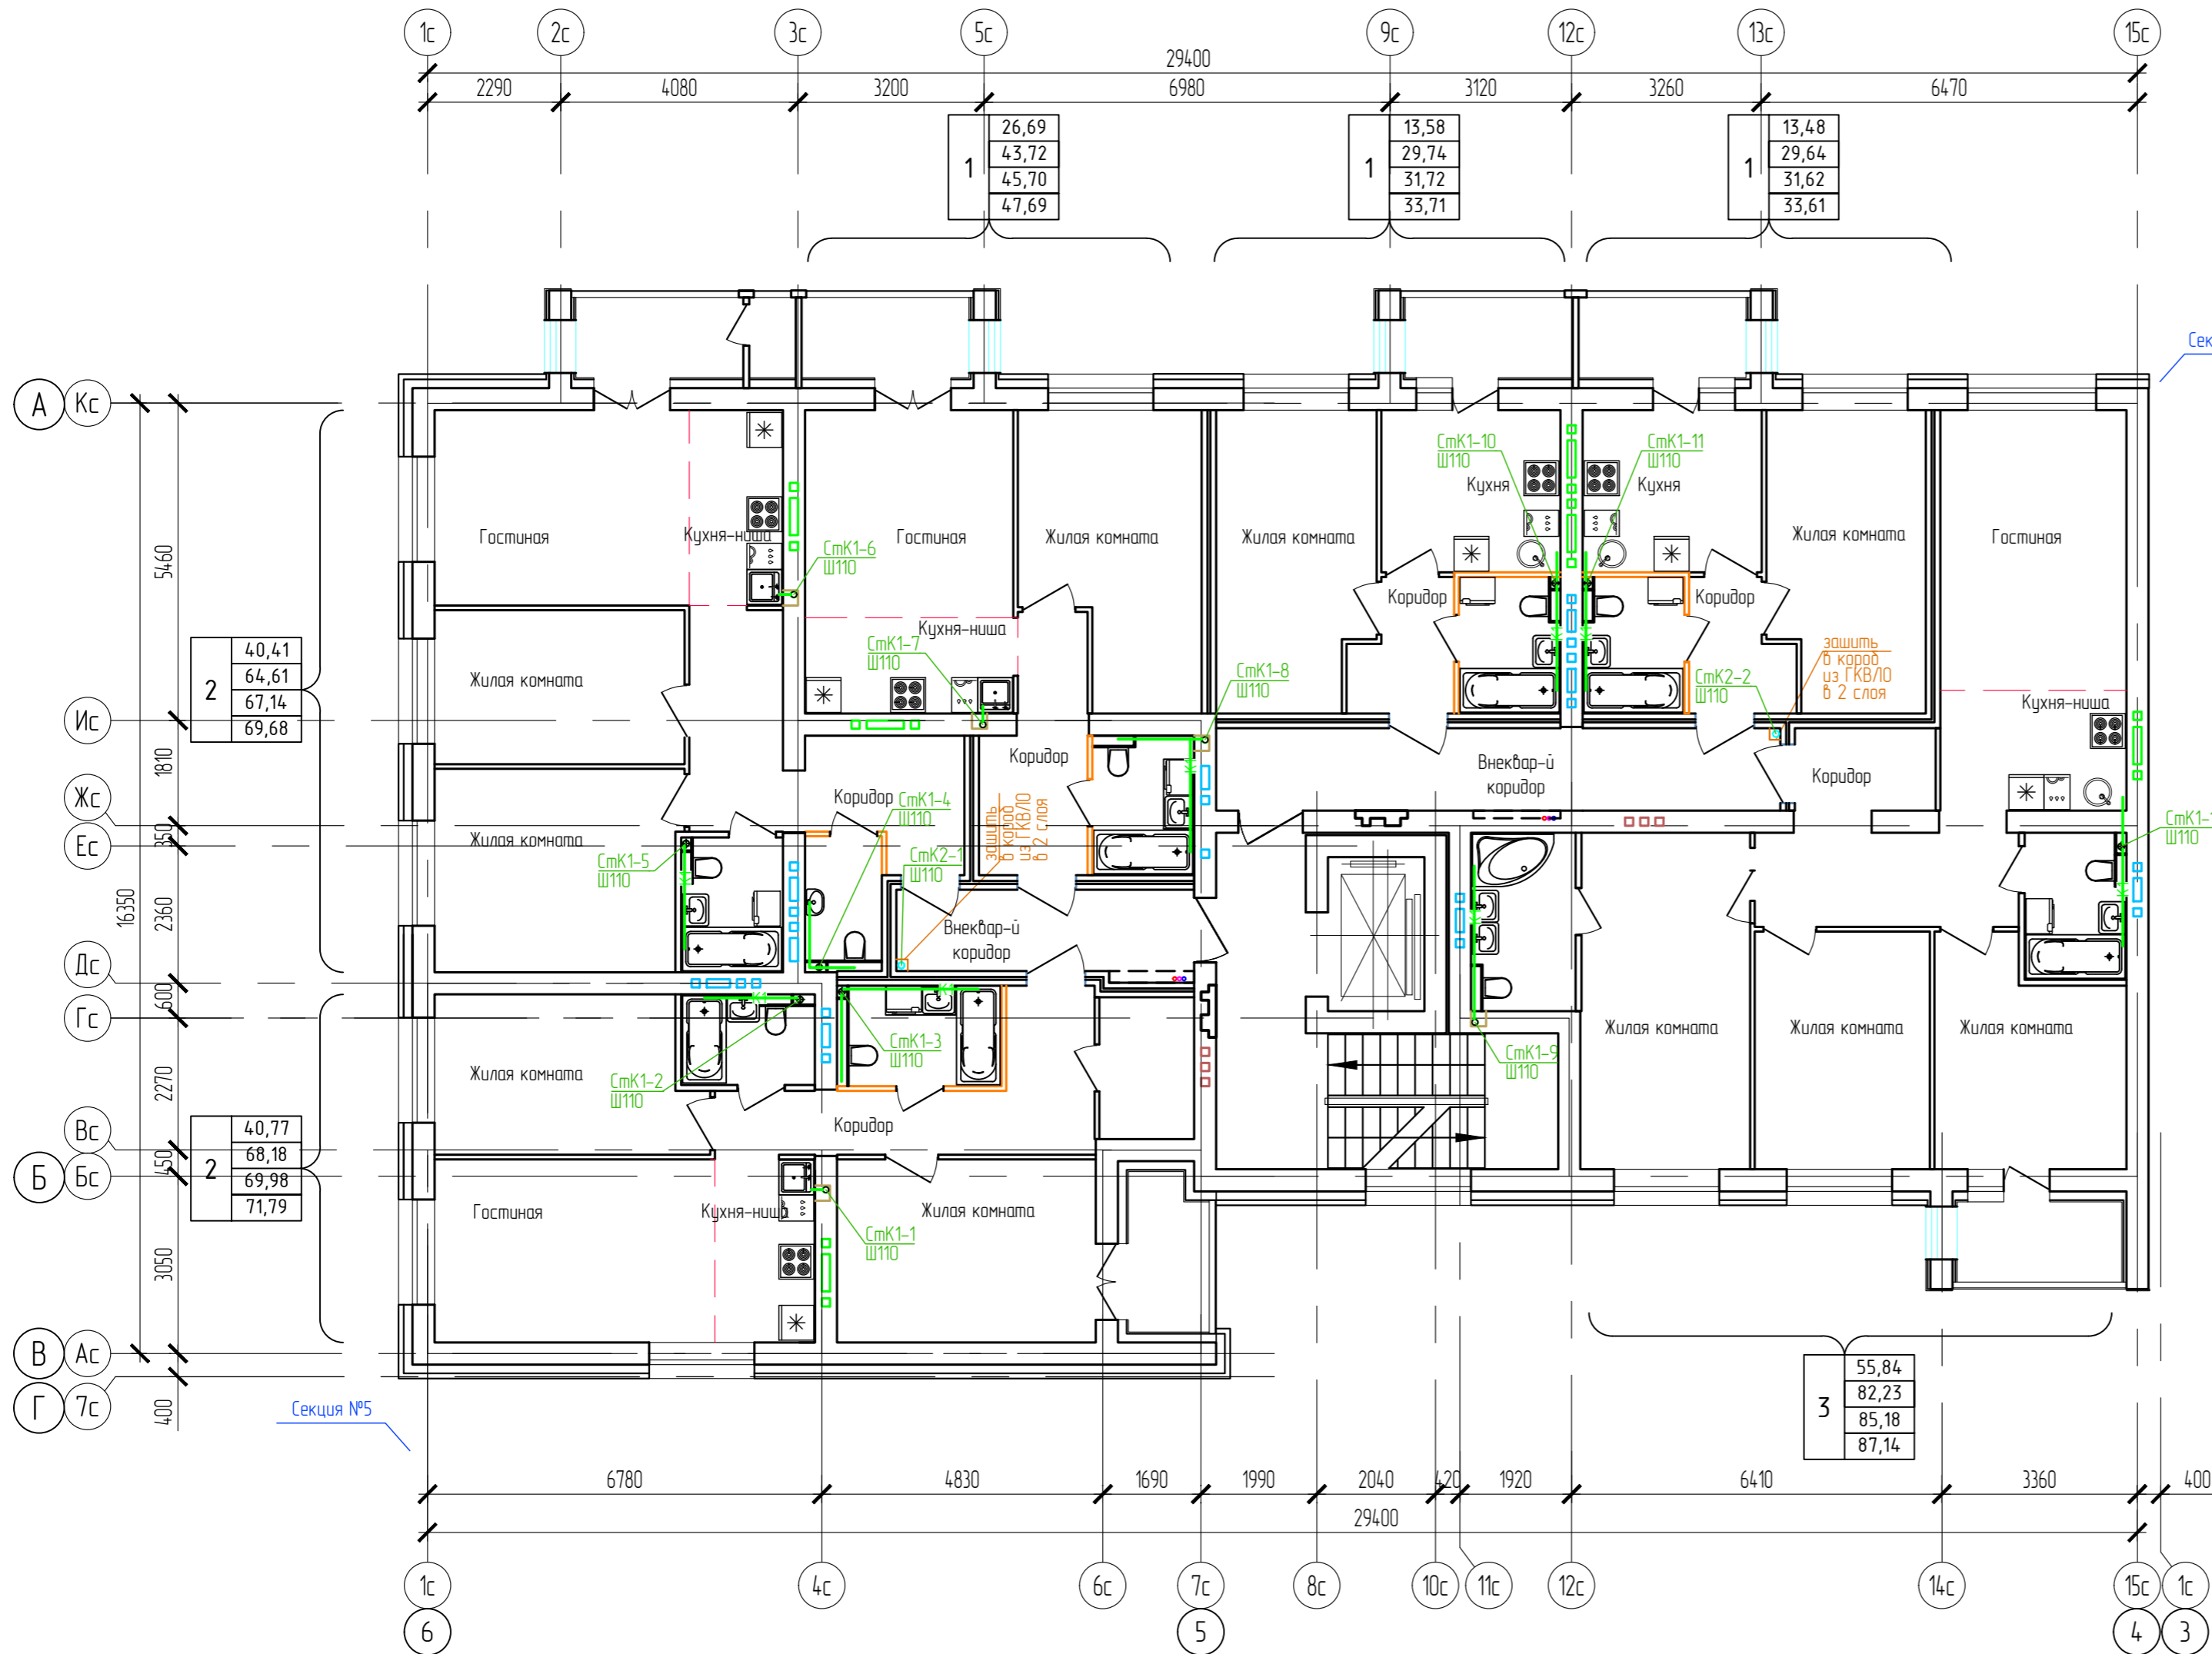 1с
2с
3с
5с
9с
12с
13с
15с
29400
2290
4080
3200
6980
3120
3260
6470
1
26,69
43,72
45,70
47,69
1
13,58
29,74
31,72
33,71
1
13,48
29,64
31,62
33,61
Сек
А
Кс
Ис
Жс
Ес
Дс
Гс
Вс
Б
Бс
В
Ас
Г
7с
5460
1810
350
2360
600
2270
450
3050
400
16350
2
40,41
64,61
67,14
69,68
2
40,77
68,18
69,98
71,79
Гостиная
Кухня-ниша
СтК1-6
Ш110
Гостиная
Жилая комната
Кухня-ниша
СтК1-7
Ш110
СтК1-8
Ш110
Жилая комната
СтК1-10
Ш110
Кухня
СтК1-11
Ш110
Кухня
Жилая комната
Гостиная
Коридор
Коридор
зашить
в короб
из ГКВЛО
в 2 слоя
СтК2-2
Ш110
Кухня-ниша
Жилая комната
Жилая комната
Коридор
СтК1-4
Ш110
Коридор
зашить
в короб
из ГКВЛО
в 2 слоя
СтК2-1
Ш110
СтК1-5
Ш110
К1
К1
К1
К1
Внеквар-й
коридор
Внеквар-й
коридор
Коридор
СтК1-1
Ш110
К1
К1
К1
К1
Жилая комната
СтК1-2
Ш110
СтК1-3
Ш110
Коридор
СтК1-9
Ш110
Жилая комната
Жилая комната
Жилая комната
Гостиная
Кухня-ниша
СтК1-1
Ш110
Жилая комната
Секция №5
3
55,84
82,23
85,18
87,14
6780
4830
1690
1990
2040
420
1920
6410
3360
400
29400
1с
4с
6с
7с
8с
10с
11с
12с
14с
15с
1с
6
5
4
3